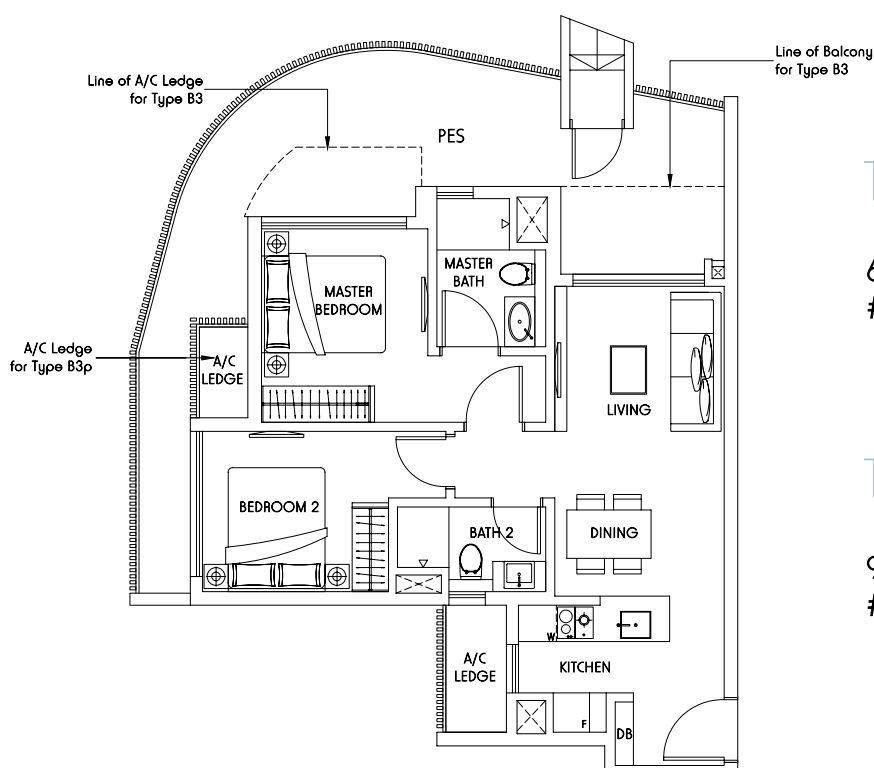 Line of Balcony
for Type B3
Line of A/C Ledge
for Type B3
PES
MASTER
BATH
MASTER
BEDROOM
A/C Ledge
for Type B3p
A/C
LEDGE
LIVING
BEDROOM 2
BATH 2
DINING
W
A/C
LEDGE
KITCHEN
F
DB